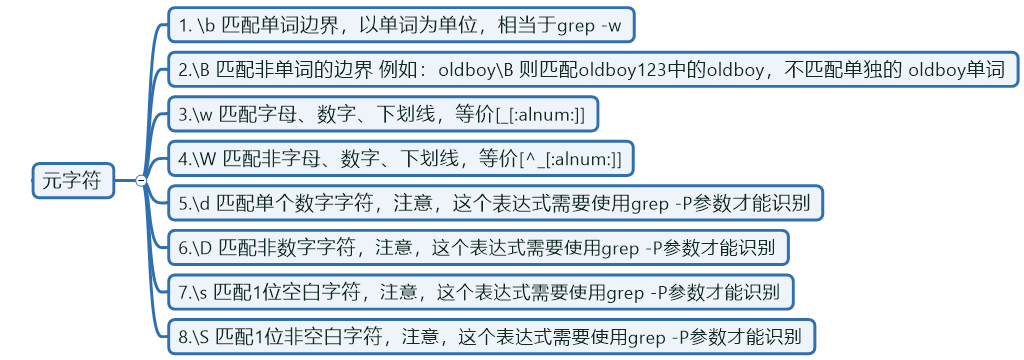 元字符
1. \b 匹配单词边界，以单词为单位，相当于grep -w
2.\B 匹配非单词的边界 例如：oldboy\B 则匹配oldboy123中的oldboy，不匹配单独的 oldboy单词
3.\w 匹配字母、数字、下划线，等价[_[:alnum:]]
4.\W 匹配非字母、数字、下划线，等价[^_[:alnum:]]
5.\d 匹配单个数字字符，注意，这个表达式需要使用grep -P参数才能识别
6.\D 匹配非数字字符，注意，这个表达式需要使用grep -P参数才能识别
7.\s 匹配1位空白字符，注意，这个表达式需要使用grep -P参数才能识别
8.\S 匹配1位非空白字符，注意，这个表达式需要使用grep -P参数才能识别